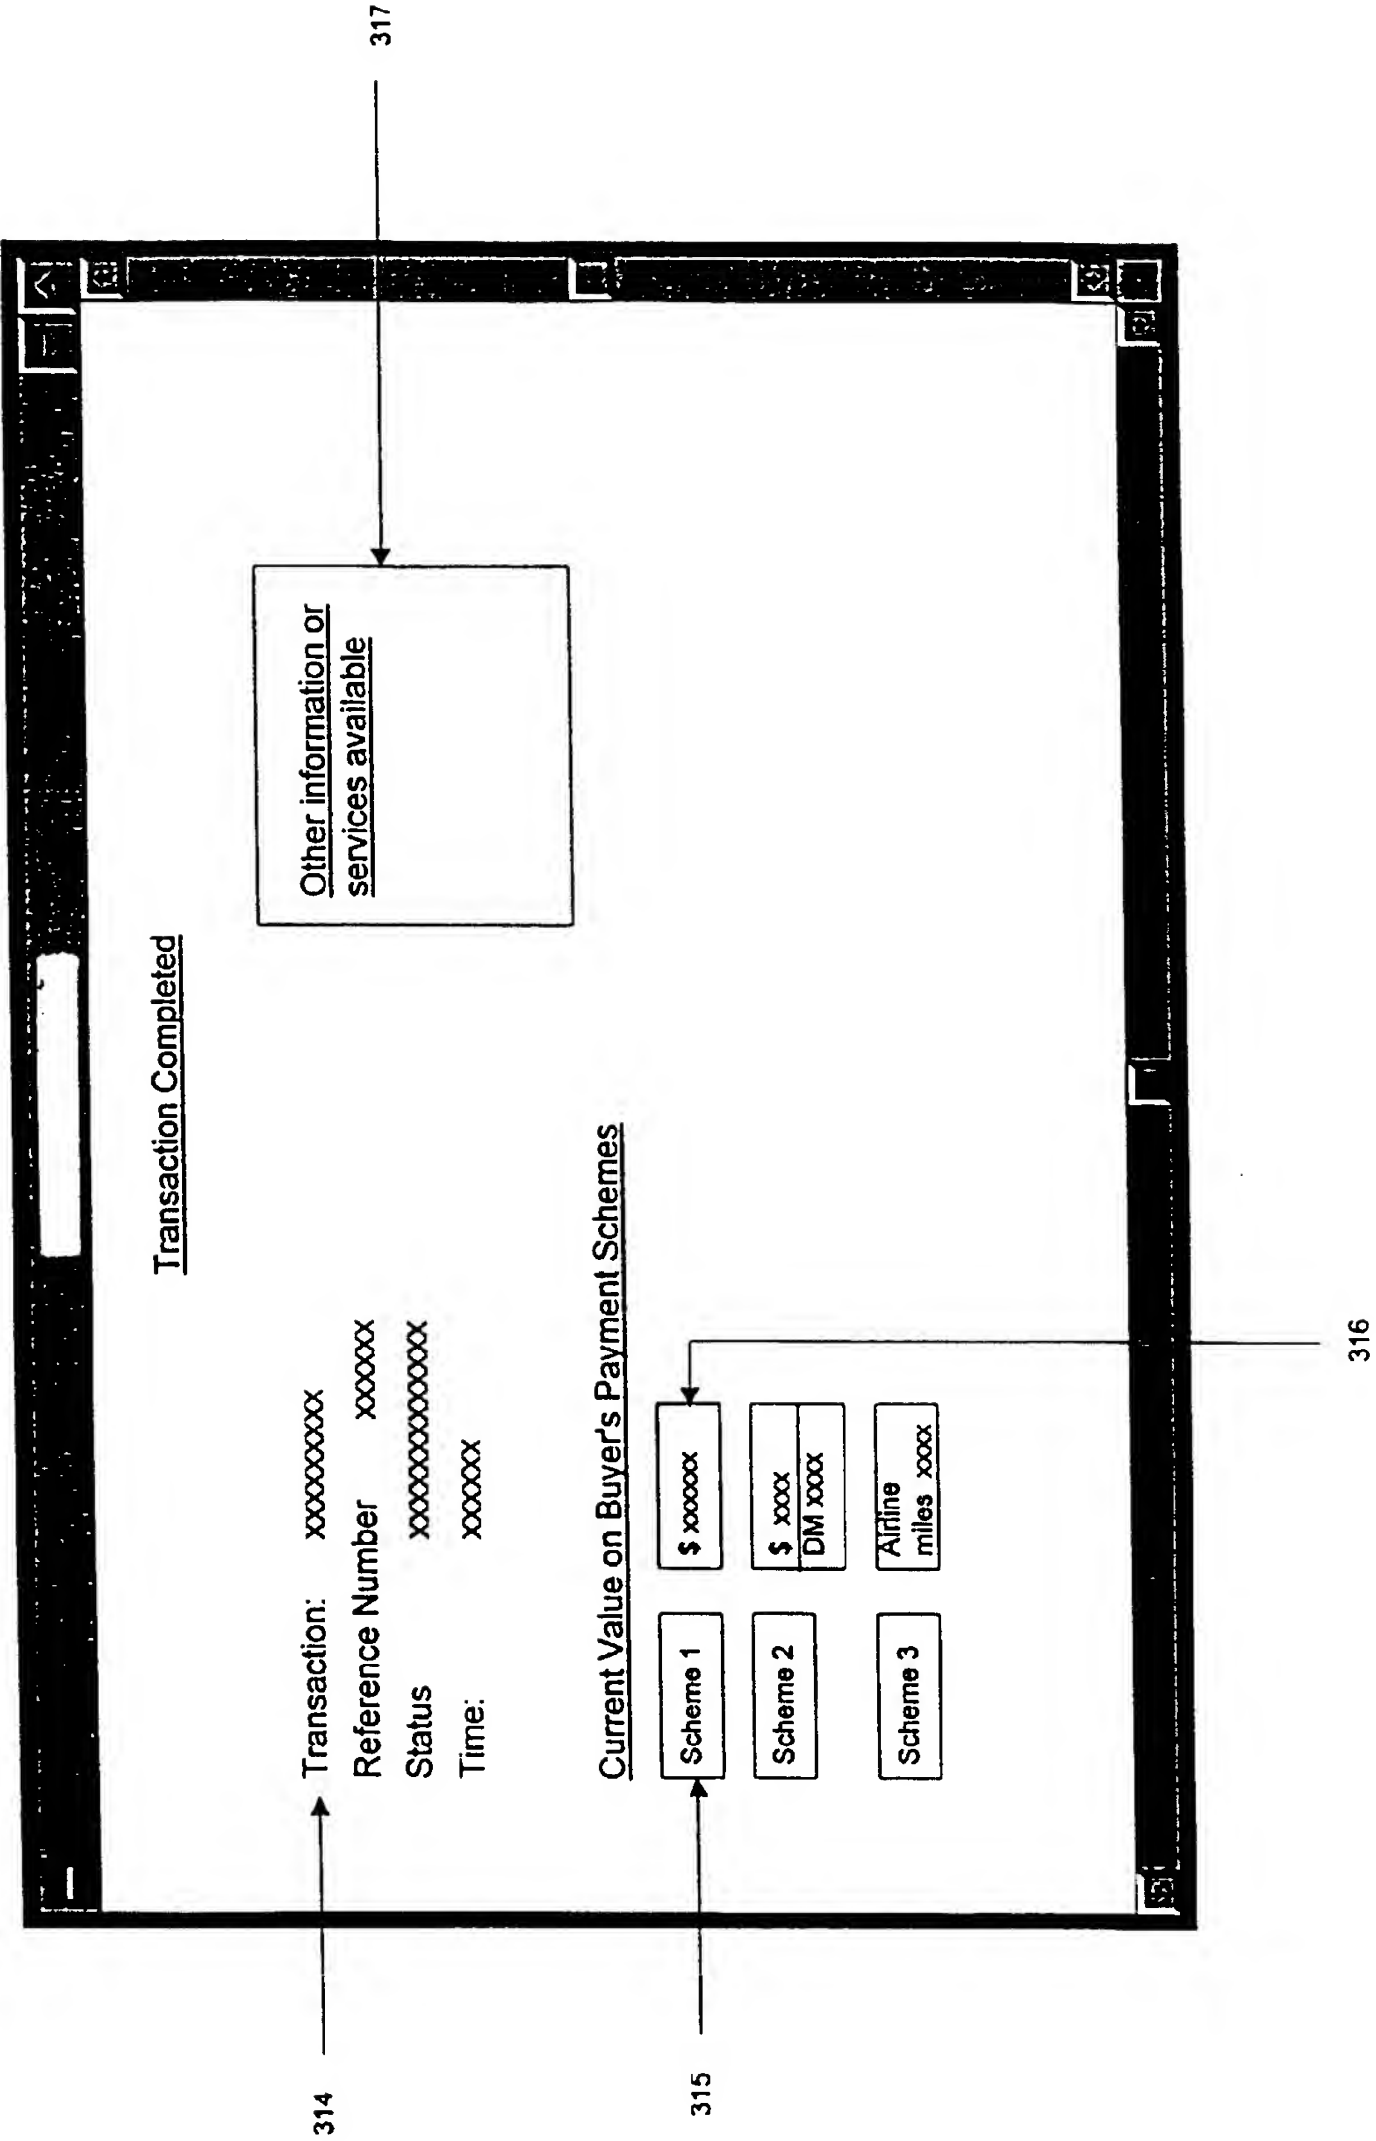 Transaction Completed
314
Transaction: xxxxxxxxx
Reference Number xxxxxx
Status xxxxxxxxxxxxx
Time: xxxxxx
Other information or
services available
317
Current Value on Buyer's Payment Schemes
315
Scheme 1
$ xxxxxx
316
Scheme 2
$ xxxx
DM xxxx
Scheme 3
Airline
miles xxxx